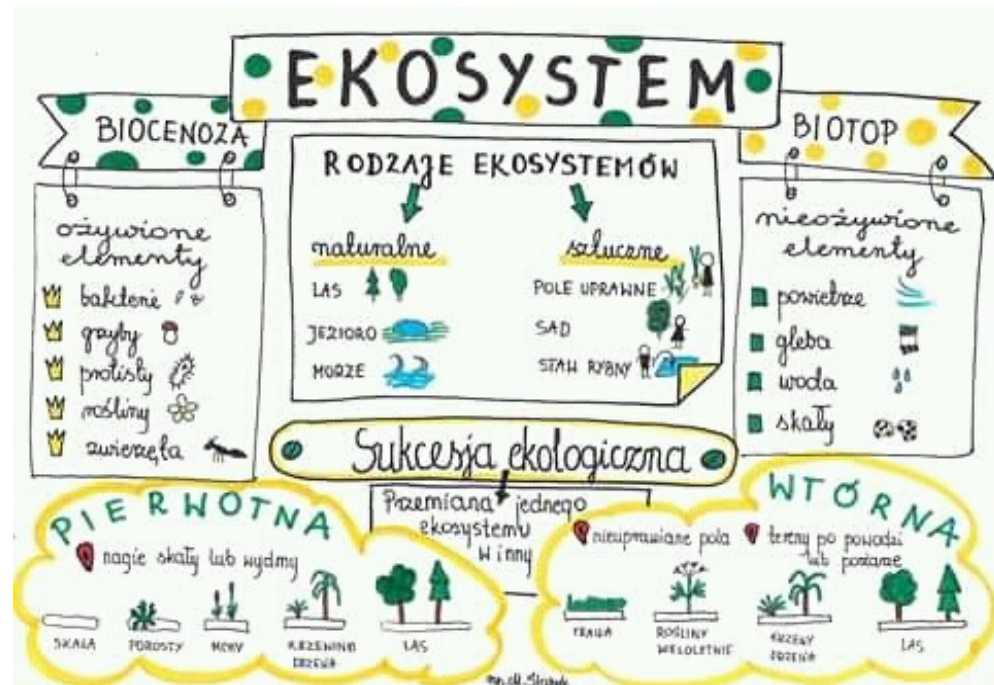 EKOSYSTEM
BIOCENOZA
ożywione
elementy
bakterie
grzyby
protisty
rośliny
zwierzęta
RODZAJE EKOSYSTEMÓW
naturalne
LAS
JEZIORO
MORZE
sztuczne
POLE UPRAWNE
SAD
STAW RYBNY
BIOTOP
nieożywione
elementy
powietrze
gleba
woda
skały
Sukcesja ekologiczna
Przemiana jednego
ekosystemu
w inny
PIERWOTNA
nagie skały lub wydmy
SKAŁA
POROSTY
MCHY
DRZEWA
LAS
WTÓRNA
nieuprawiane pola
tereny po powodzi
lub pożarze
TRAWA
ROŚLINY
WIELOLETNIE
KRZEWY
DRZEWA
LAS